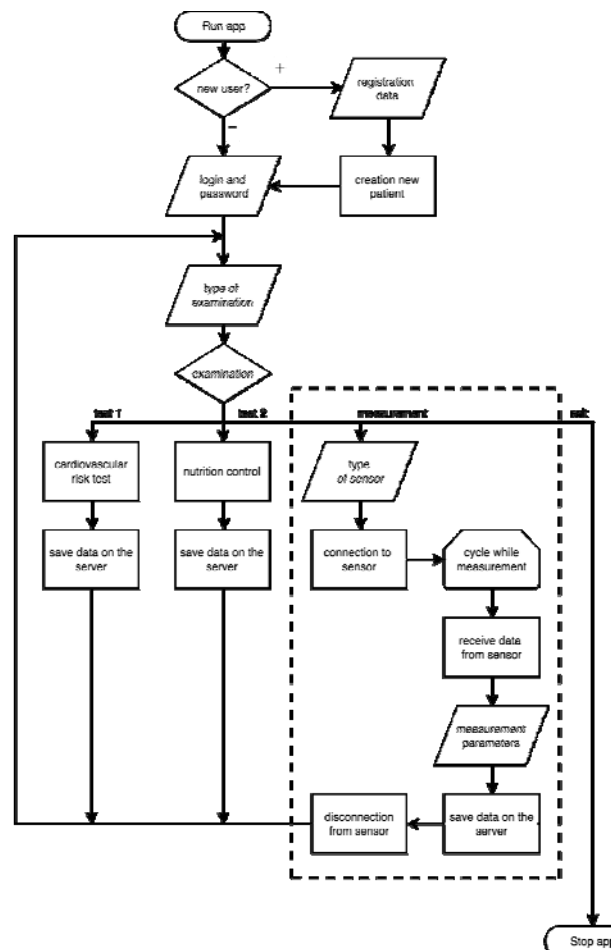 Run app
new user?
+
registration
data
−
login and
password
creation new
patient
type of
examination
examination
test 1
test 2
measurement
exit
cardiovascular
risk test
nutrition control
type
of sensor
save data on the
server
save data on the
server
connection to
sensor
cycle while
measurement
receive data
from sensor
measurement
parameters
disconnection
from sensor
save data on the
server
Stop app